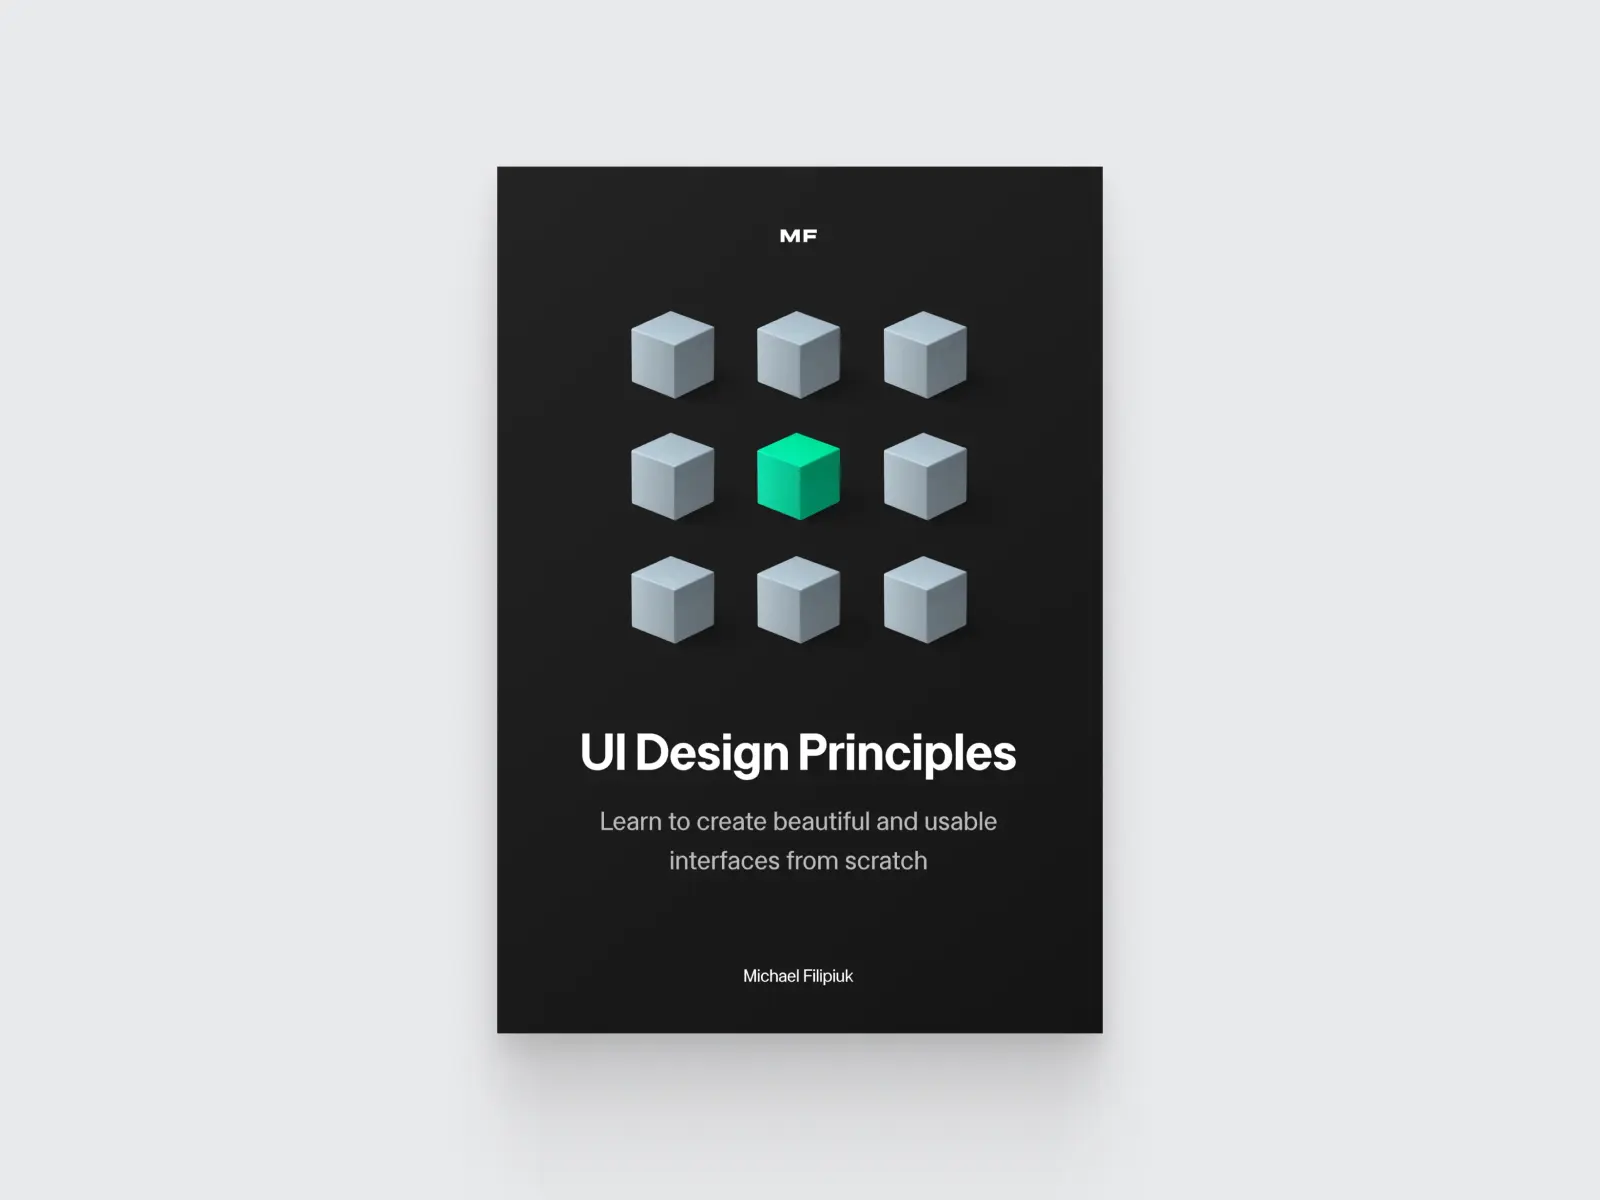 MF
UI Design Principles
Learn to create beautiful and usable
interfaces from scratch
Michael Filipiuk